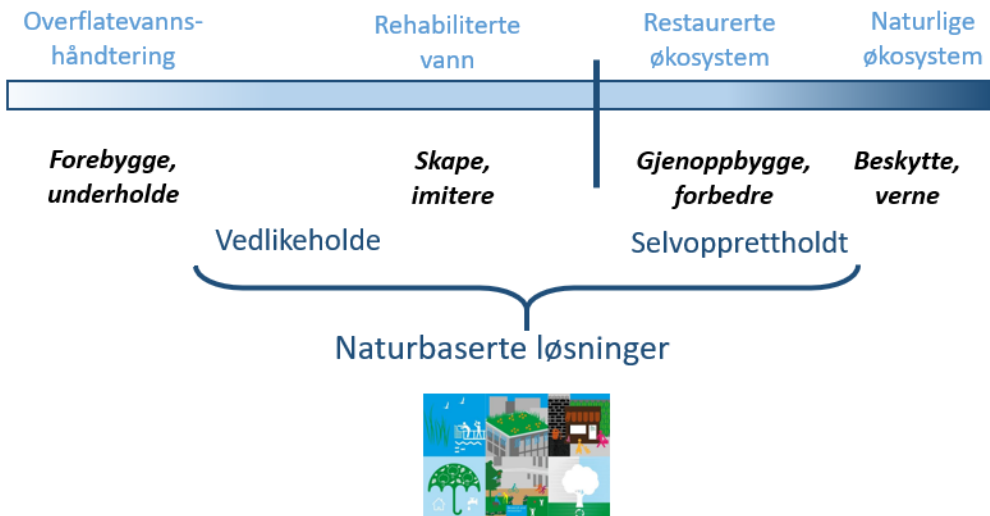 Overflatevanns-
håndtering
Rehabiliterte
vann
Restaurerte
økosystem
Naturlige
økosystem
Forebygge,
underholde
Skape,
imitere
Gjenoppbygge,
forbedre
Beskytte,
verne
Vedlikeholde
Selvopprettholdt
Naturbaserte løsninger